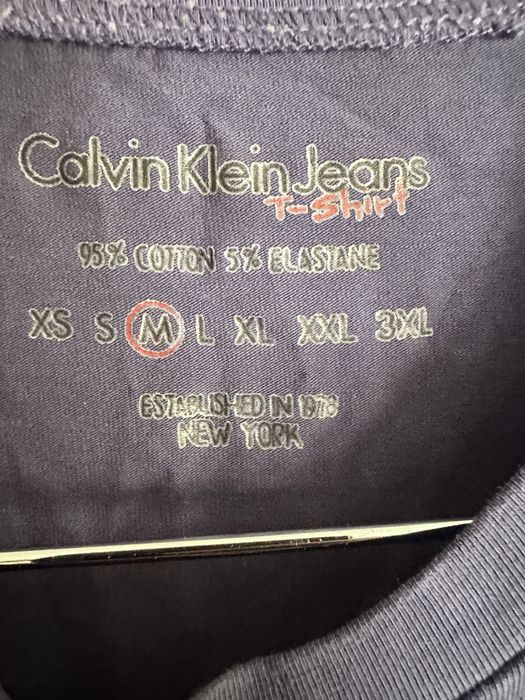 Calvin Klein Jeans
T-Shirt
95% COTTON 5% ELASTANE
XS S M L XL XXL 3XL
ESTABLISHED IN 1978
NEW YORK